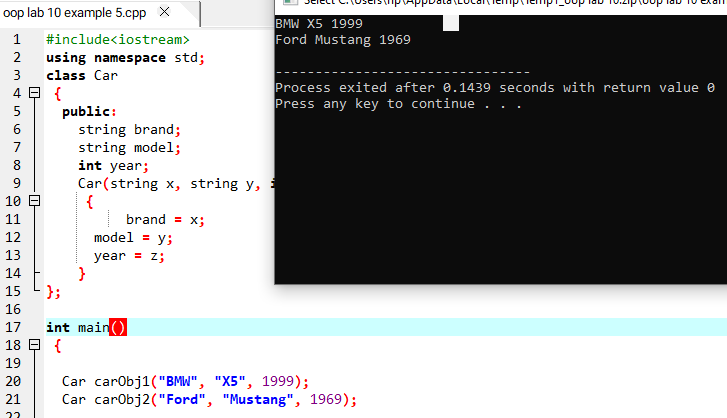 oop lab 10 example 5.cpp
1 #include<iostream>
2 using namespace std;
3 class Car
4 {
5 public:
6 string brand;
7 string model;
8 int year;
9 Car(string x, string y, i
10 {
11 brand = x;
12 model = y;
13 year = z;
14 }
15 };
16
17 int main()
18 {
19
20 Car carObj1("BMW", "X5", 1999);
21 Car carObj2("Ford", "Mustang", 1969);
22
Select C:\Users\hp\AppData\Local\Temp\Temp1_oop lab 10.zip\oop lab 10 exam
BMW X5 1999
Ford Mustang 1969
--------------------------------
Process exited after 0.1439 seconds with return value 0
Press any key to continue . . .